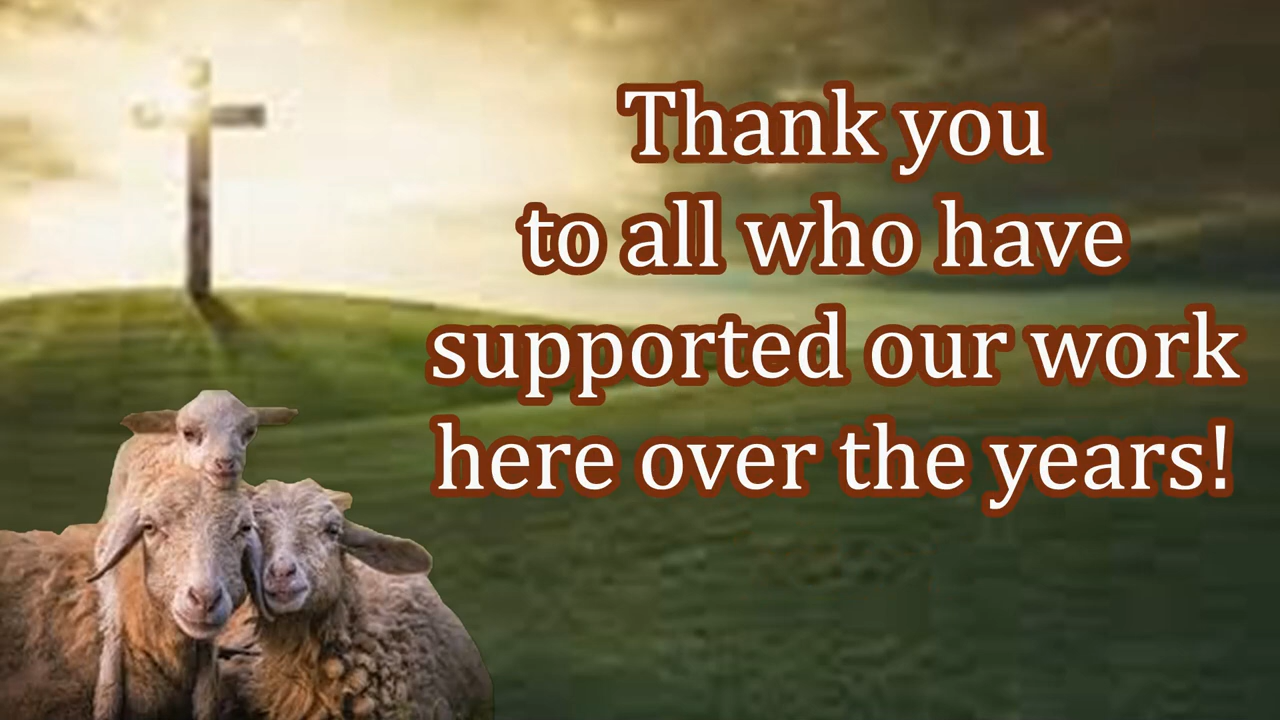 Thank you
to all who have
supported our work
here over the years!